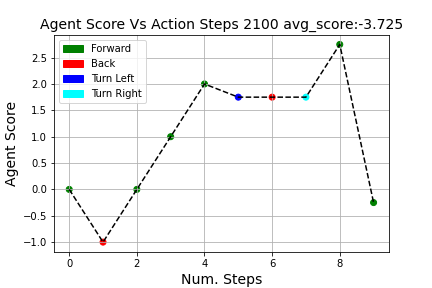 Agent Score Vs Action Steps 2100 avg_score:-3.725
Forward
Back
Turn Left
Turn Right
2.5
2.0
1.5
1.0
0.5
0.0
−0.5
−1.0
Agent Score
0 2 4 6 8
Num. Steps